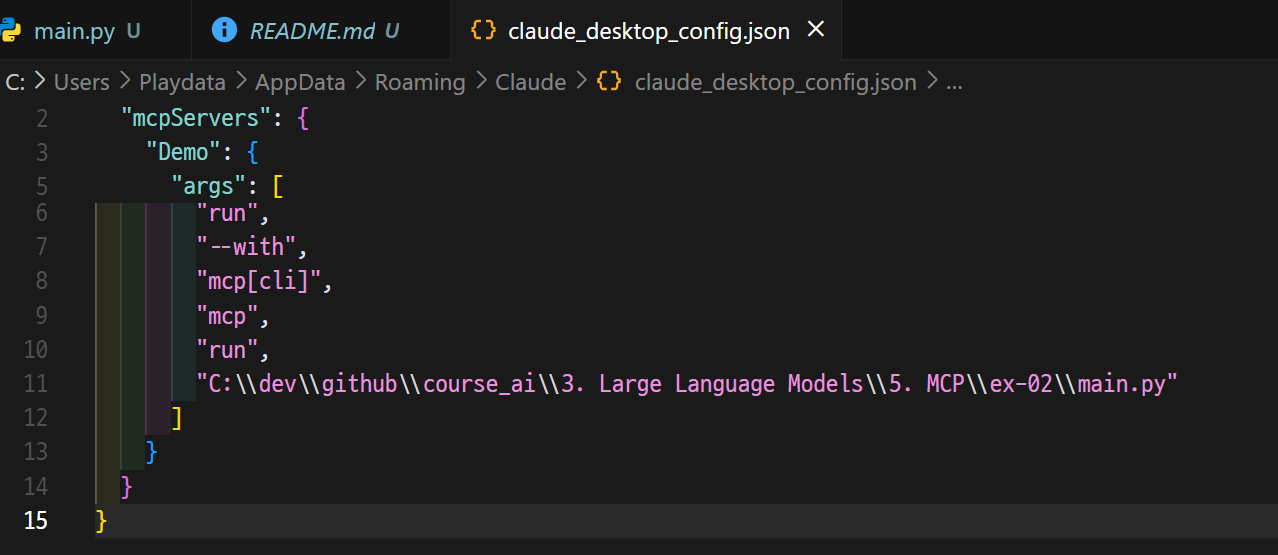 main.py U README.md U {} claude_desktop_config.json ×
C: > Users > Playdata > AppData > Roaming > Claude > {} claude_desktop_config.json > ...
2 "mcpServers": {
3 "Demo": {
5 "args": [
6 "run",
7 "--with",
8 "mcp[cli]",
9 "mcp",
10 "run",
11 "C:\\dev\\github\\course_ai\\3. Large Language Models\\5. MCP\\ex-02\\main.py"
12 ]
13 }
14 }
15 }